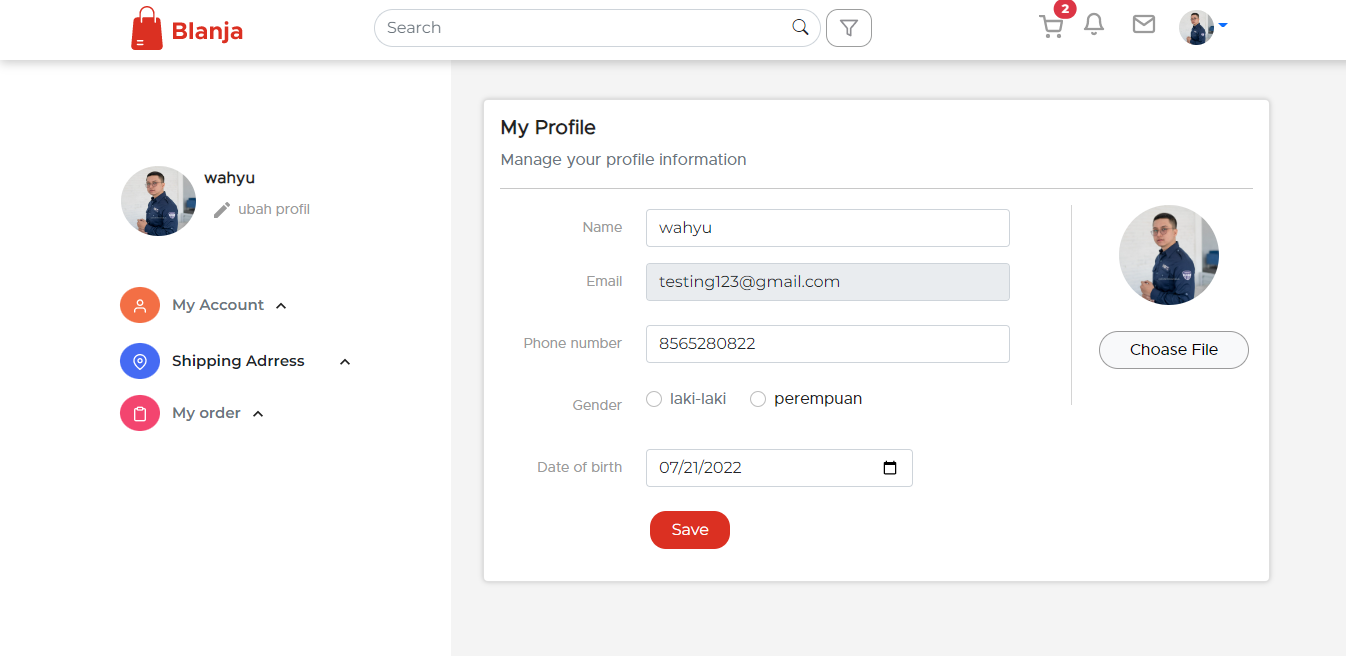 Blanja
Search
2
wahyu
ubah profil
My Account
Shipping Adrress
My order
My Profile
Manage your profile information
Name
wahyu
Email
testing123@gmail.com
Phone number
8565280822
Gender
laki-laki
perempuan
Date of birth
07/21/2022
Save
Choase File